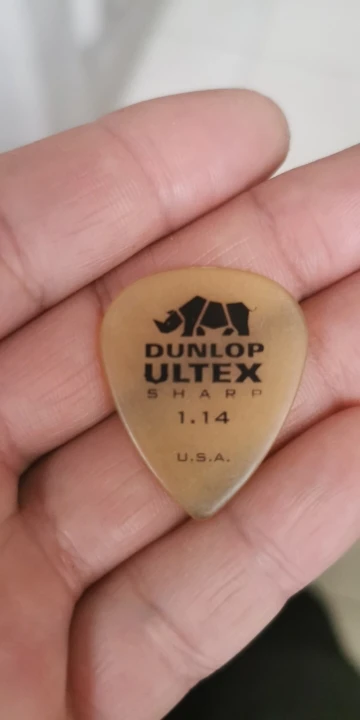 DUNLOP
ULTEX
SHARP
1.14
U.S.A.